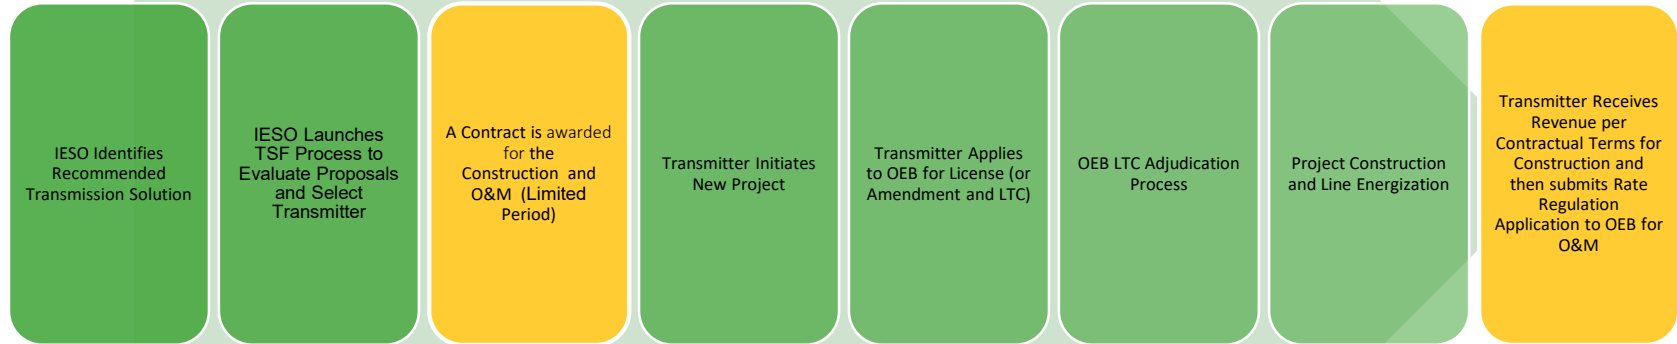 IESO Identifies
Recommended
Transmission Solution
IESO Launches
TSF Process to
Evaluate Proposals
and Select
Transmitter
A Contract is awarded
for the
Construction and
O&M (Limited
Period)
Transmitter Initiates
New Project
Transmitter Applies
to OEB for License (or
Amendment and LTC)
OEB LTC Adjudication
Process
Project Construction
and Line Energization
Transmitter Receives
Revenue per
Contractual Terms for
Construction and
then submits Rate
Regulation
Application to OEB for
O&M